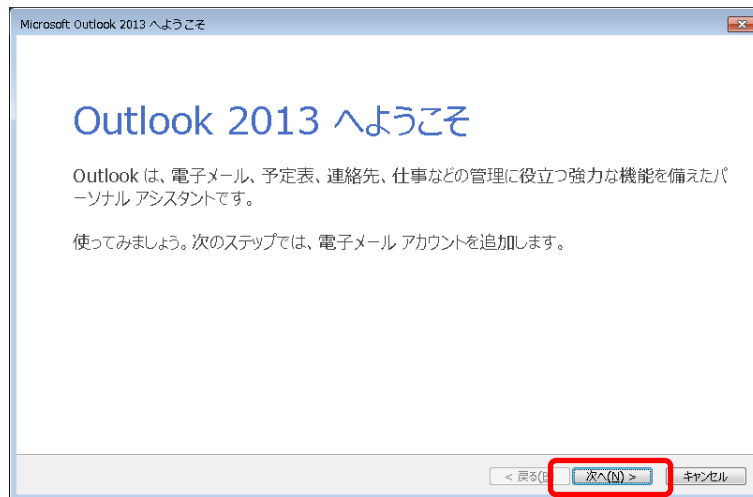 Microsoft Outlook 2013 へようこそ
Outlook 2013 へようこそ
Outlook は、電子メール、予定表、連絡先、仕事などの管理に役立つ強力な機能を備えたパ
ーソナル アシスタントです。
使ってみましょう。次のステップでは、電子メール アカウントを追加します。
< 戻る(B 次へ(N) > キャンセル